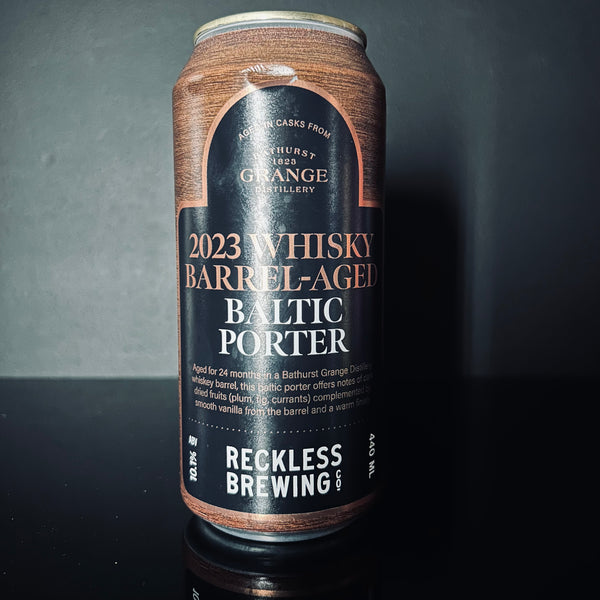 AGED IN CASKS FROM
BATHURST
1823
GRANGE
DISTILLERY
2023 WHISKY
BARREL-AGED
BALTIC
PORTER
Aged for 24 months in a Bathurst Grange Distillery
whiskey barrel, this baltic porter offers notes of
dried fruits (plum, fig, currants) complemented by
smooth vanilla from the barrel and a warm
ABV
10.1%
RECKLESS
BREWING CO!
440 ML